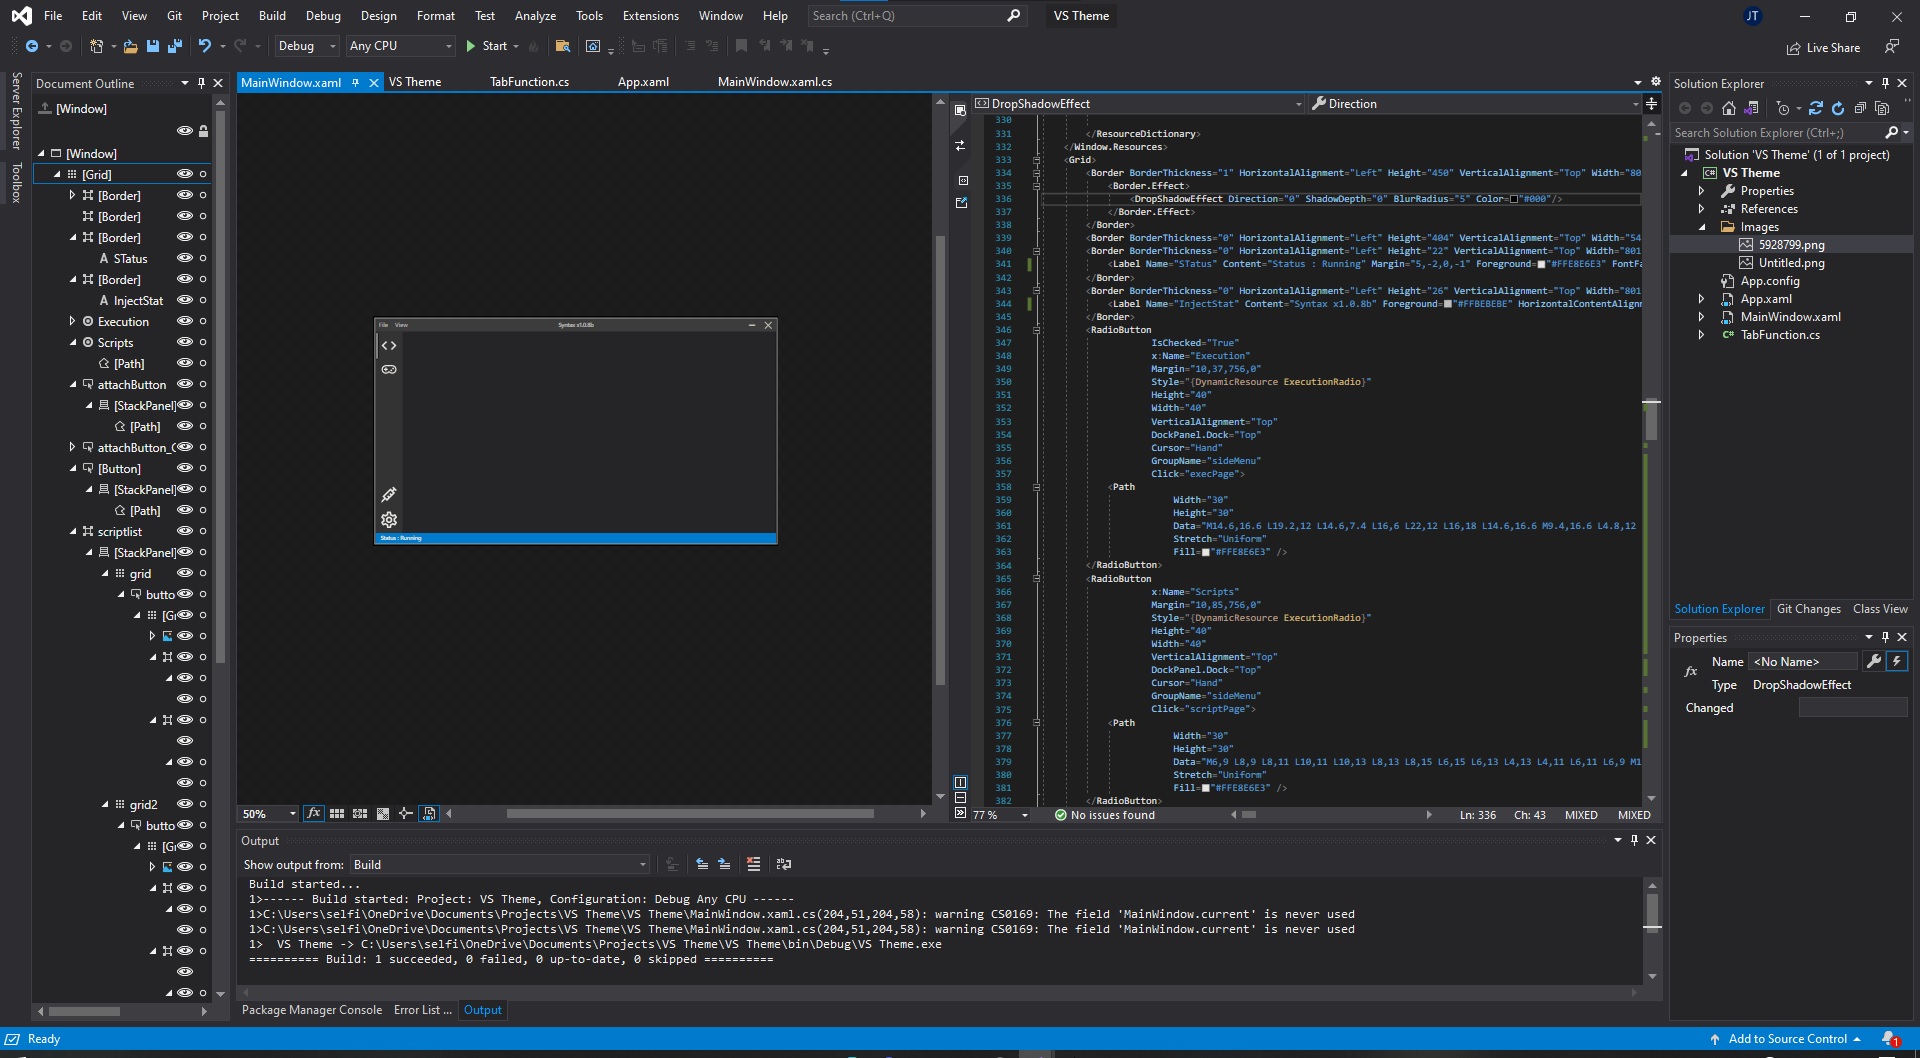 File Edit View Git Project Build Debug Design Format Test Analyze Tools Extensions Window Help Search (Ctrl+Q) VS Theme JT
Debug Any CPU Start Live Share
Server Explorer
Toolbox
Document Outline
[Window]
[Window]
[Grid]
[Border]
[Border]
[Border]
STatus
[Border]
InjectStat
Execution
Scripts
[Path]
attachButton
[StackPanel]
[Path]
attachButton_
[Button]
[StackPanel]
[Path]
scriptlist
[StackPanel]
grid
butto
[Gr
grid2
butto
[Gr
MainWindow.xaml VS Theme TabFunction.cs App.xaml MainWindow.xaml.cs
File View Syntax x1.0.8b
Status : Running
50%
DropShadowEffect Direction
330
331 </ResourceDictionary>
332 </Window.Resources>
333 <Grid>
334 <Border BorderThickness="1" HorizontalAlignment="Left" Height="450" VerticalAlignment="Top" Width="80
335 <Border.Effect>
336 <DropShadowEffect Direction="0" ShadowDepth="0" BlurRadius="5" Color="#000"/>
337 </Border.Effect>
338 </Border>
339 <Border BorderThickness="0" HorizontalAlignment="Left" Height="404" VerticalAlignment="Top" Width="54
340 <Border BorderThickness="0" HorizontalAlignment="Left" Height="22" VerticalAlignment="Top" Width="801
341 <Label Name="STatus" Content="Status : Running" Margin="5,-2,0,-1" Foreground="#FFE8E6E3" FontFa
342 </Border>
343 <Border BorderThickness="0" HorizontalAlignment="Left" Height="26" VerticalAlignment="Top" Width="801
344 <Label Name="InjectStat" Content="Syntax x1.0.8b" Foreground="#FFBEBEBE" HorizontalContentAlignm
345 </Border>
346 <RadioButton
347 IsChecked="True"
348 x:Name="Execution"
349 Margin="10,37,756,0"
350 Style="{DynamicResource ExecutionRadio}"
351 Height="40"
352 Width="40"
353 VerticalAlignment="Top"
354 DockPanel.Dock="Top"
355 Cursor="Hand"
356 GroupName="sideMenu"
357 Click="execPage">
358 <Path
359 Width="30"
360 Height="30"
361 Data="M14.6,16.6 L19.2,12 L14.6,7.4 L16,6 L22,12 L16,18 L14.6,16.6 M9.4,16.6 L4.8,12
362 Stretch="Uniform"
363 Fill="#FFE8E6E3" />
364 </RadioButton>
365 <RadioButton
366 x:Name="Scripts"
367 Margin="10,85,756,0"
368 Style="{DynamicResource ExecutionRadio}"
369 Height="40"
370 Width="40"
371 VerticalAlignment="Top"
372 DockPanel.Dock="Top"
373 Cursor="Hand"
374 GroupName="sideMenu"
375 Click="scriptPage">
376 <Path
377 Width="30"
378 Height="30"
379 Data="M6,9 L8,9 L8,11 L10,11 L10,13 L8,13 L8,15 L6,15 L6,13 L4,13 L4,11 L6,11 L6,9 M1
380 Stretch="Uniform"
381 Fill="#FFE8E6E3" />
382 </RadioButton>
77 % No issues found Ln: 336 Ch: 43 MIXED MIXED
Output
Show output from: Build
Build started...
1>------ Build started: Project: VS Theme, Configuration: Debug Any CPU ------
1>C:\Users\selfi\OneDrive\Documents\Projects\VS Theme\VS Theme\MainWindow.xaml.cs(204,51,204,58): warning CS0169: The field 'MainWindow.current' is never used
1>C:\Users\selfi\OneDrive\Documents\Projects\VS Theme\VS Theme\MainWindow.xaml.cs(204,51,204,58): warning CS0169: The field 'MainWindow.current' is never used
1>  VS Theme -> C:\Users\selfi\OneDrive\Documents\Projects\VS Theme\VS Theme\bin\Debug\VS Theme.exe
========== Build: 1 succeeded, 0 failed, 0 up-to-date, 0 skipped ==========
Package Manager Console Error List ... Output
Solution Explorer
Search Solution Explorer (Ctrl+;)
Solution 'VS Theme' (1 of 1 project)
VS Theme
Properties
References
Images
5928799.png
Untitled.png
App.config
App.xaml
MainWindow.xaml
TabFunction.cs
Solution Explorer Git Changes Class View
Properties
Name <No Name>
Type DropShadowEffect
Changed
Ready Add to Source Control 1